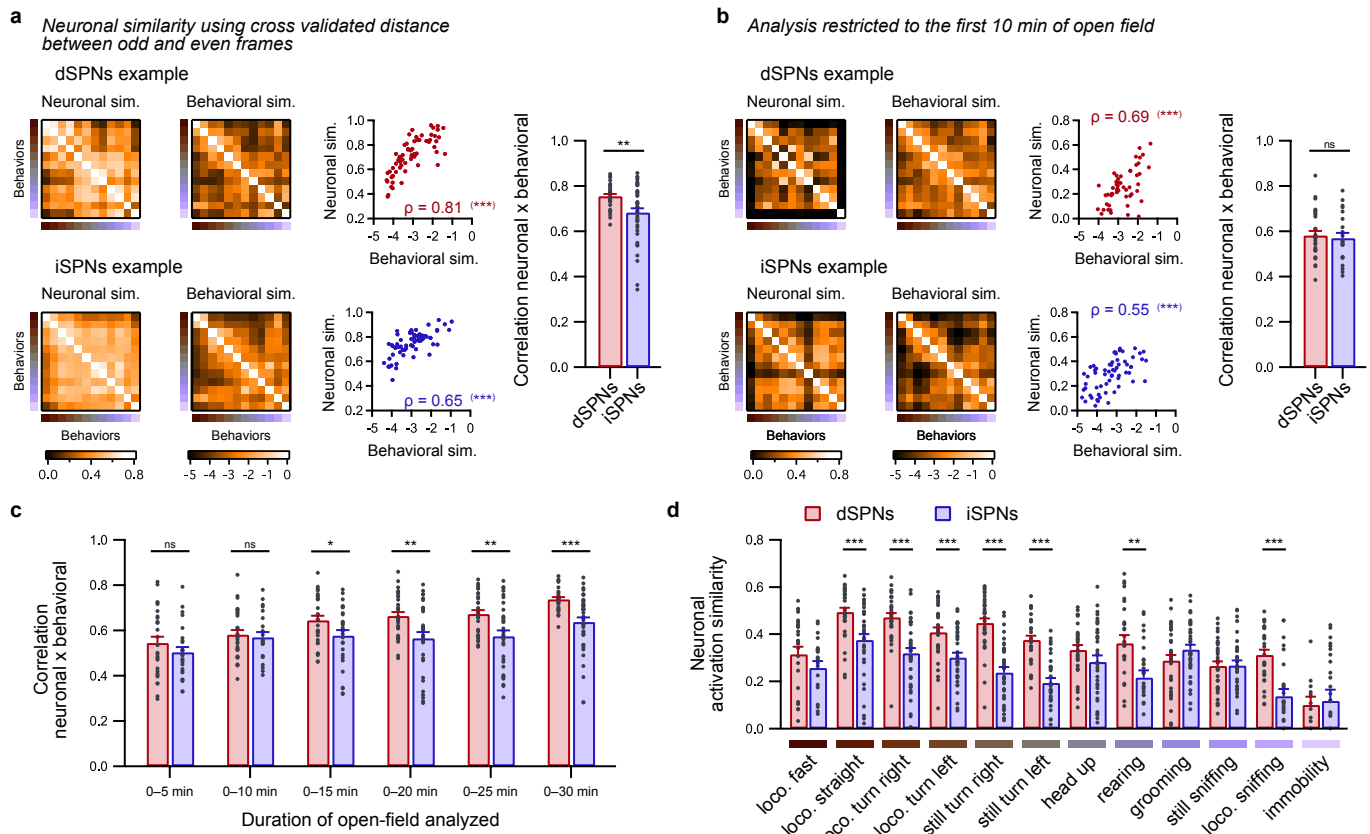 a
Neuronal similarity using cross validated distance
between odd and even frames
dSPNs example
Neuronal sim.
Behavioral sim.
Behaviors
Neuronal sim.
1.0
0.8
0.6
0.4
0.2
ρ = 0.81 (***)
-5 -4 -3 -2 -1 0
Behavioral sim.
iSPNs example
Neuronal sim.
Behavioral sim.
Behaviors
Behaviors
Behaviors
0.0 0.4 0.8
-5 -4 -3 -2 -1 0
Neuronal sim.
1.0
0.8
0.6
0.4
0.2
ρ = 0.65 (***)
-5 -4 -3 -2 -1 0
Behavioral sim.
Correlation neuronal x behavioral
1.0
0.8
0.6
0.4
0.2
0.0
**
dSPNs
iSPNs
b
Analysis restricted to the first 10 min of open field
dSPNs example
Neuronal sim.
Behavioral sim.
Behaviors
Neuronal sim.
0.8
0.6
0.4
0.2
0.0
ρ = 0.69 (***)
-5 -4 -3 -2 -1 0
Behavioral sim.
iSPNs example
Neuronal sim.
Behavioral sim.
Behaviors
Behaviors
Behaviors
0.0 0.4 0.8
-5 -4 -3 -2 -1 0
Neuronal sim.
0.8
0.6
0.4
0.2
0.0
ρ = 0.55 (***)
-5 -4 -3 -2 -1 0
Behavioral sim.
Correlation neuronal x behavioral
1.0
0.8
0.6
0.4
0.2
0.0
ns
dSPNs
iSPNs
c
Correlation
neuronal x behavioral
1.0
0.8
0.6
0.4
0.2
0.0
ns ns * ** ** ***
0–5 min 0–10 min 0–15 min 0–20 min 0–25 min 0–30 min
Duration of open-field analyzed
d
dSPNs iSPNs
Neuronal
activation similarity
0.8
0.6
0.4
0.2
0.0
*** *** *** *** *** ** ***
loco. fast
loco. straight
loco. turn right
loco. turn left
still turn right
still turn left
head up
rearing
grooming
still sniffing
loco. sniffing
immobility